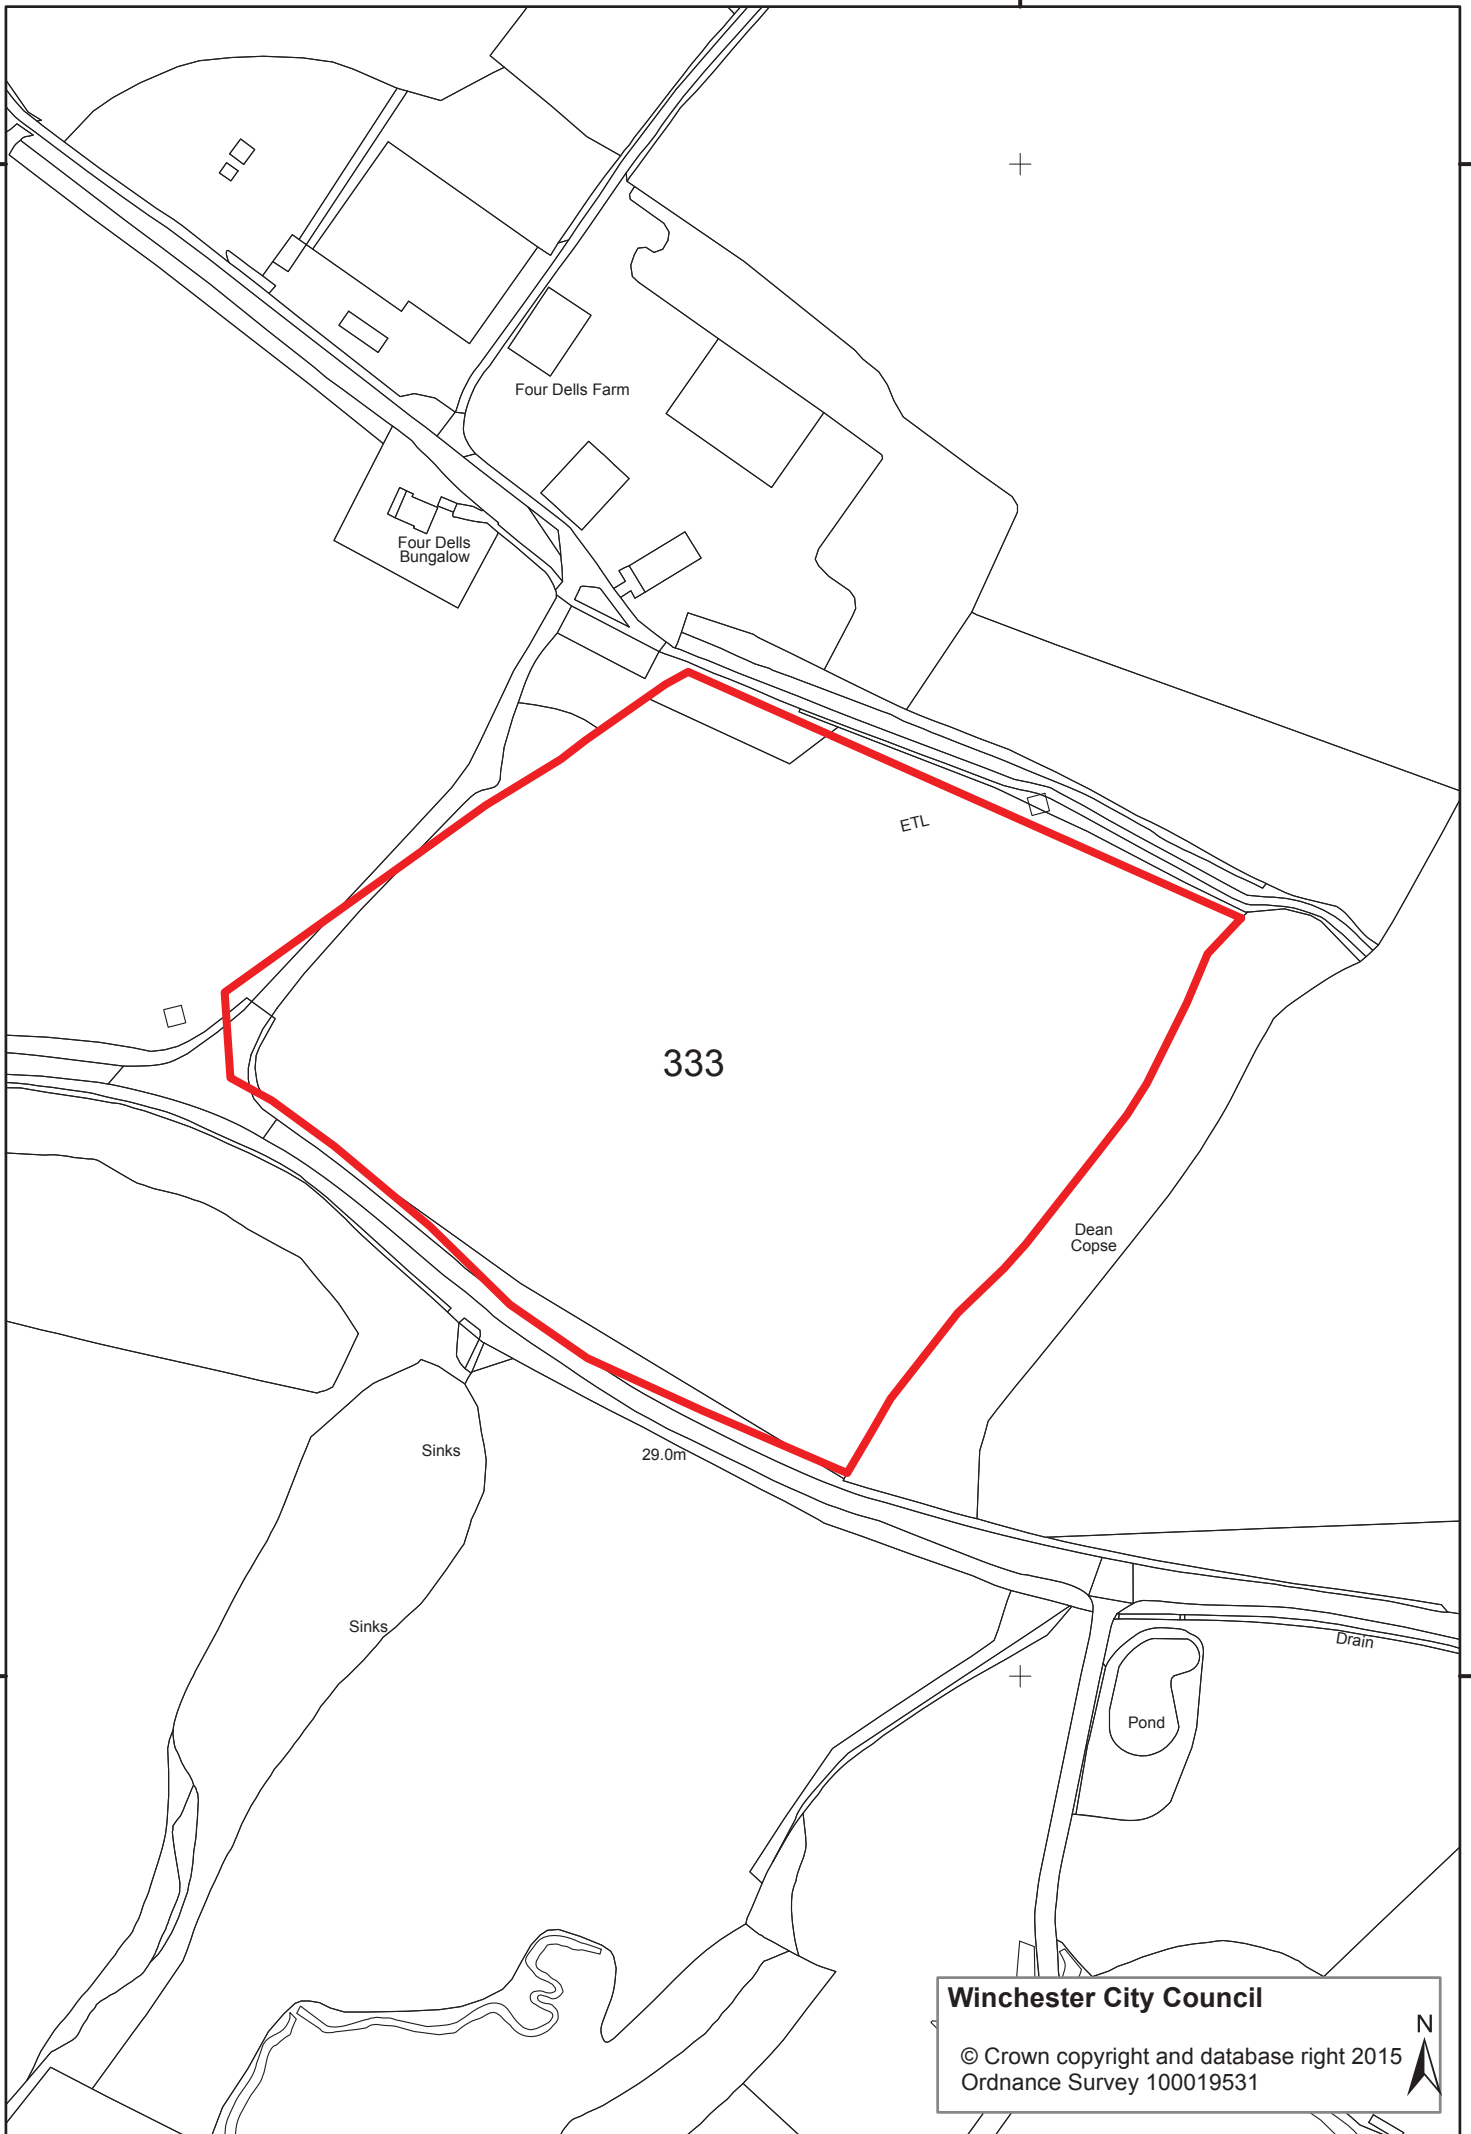 Four Dells Farm
Four Dells
Bungalow
ETL
333
Dean
Copse
Sinks
29.0m
Sinks
Drain
Pond
Winchester City Council
N
© Crown copyright and database right 2015
Ordnance Survey 100019531